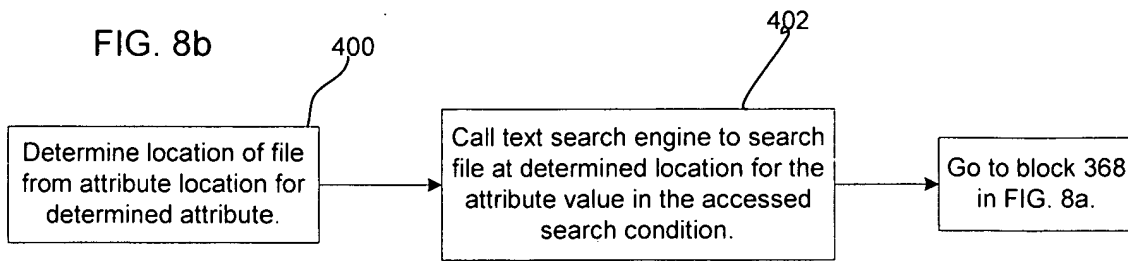 FIG. 8b
400
402
Determine location of file
from attribute location for
determined attribute.
Call text search engine to search
file at determined location for the
attribute value in the accessed
search condition.
Go to block 368
in FIG. 8a.